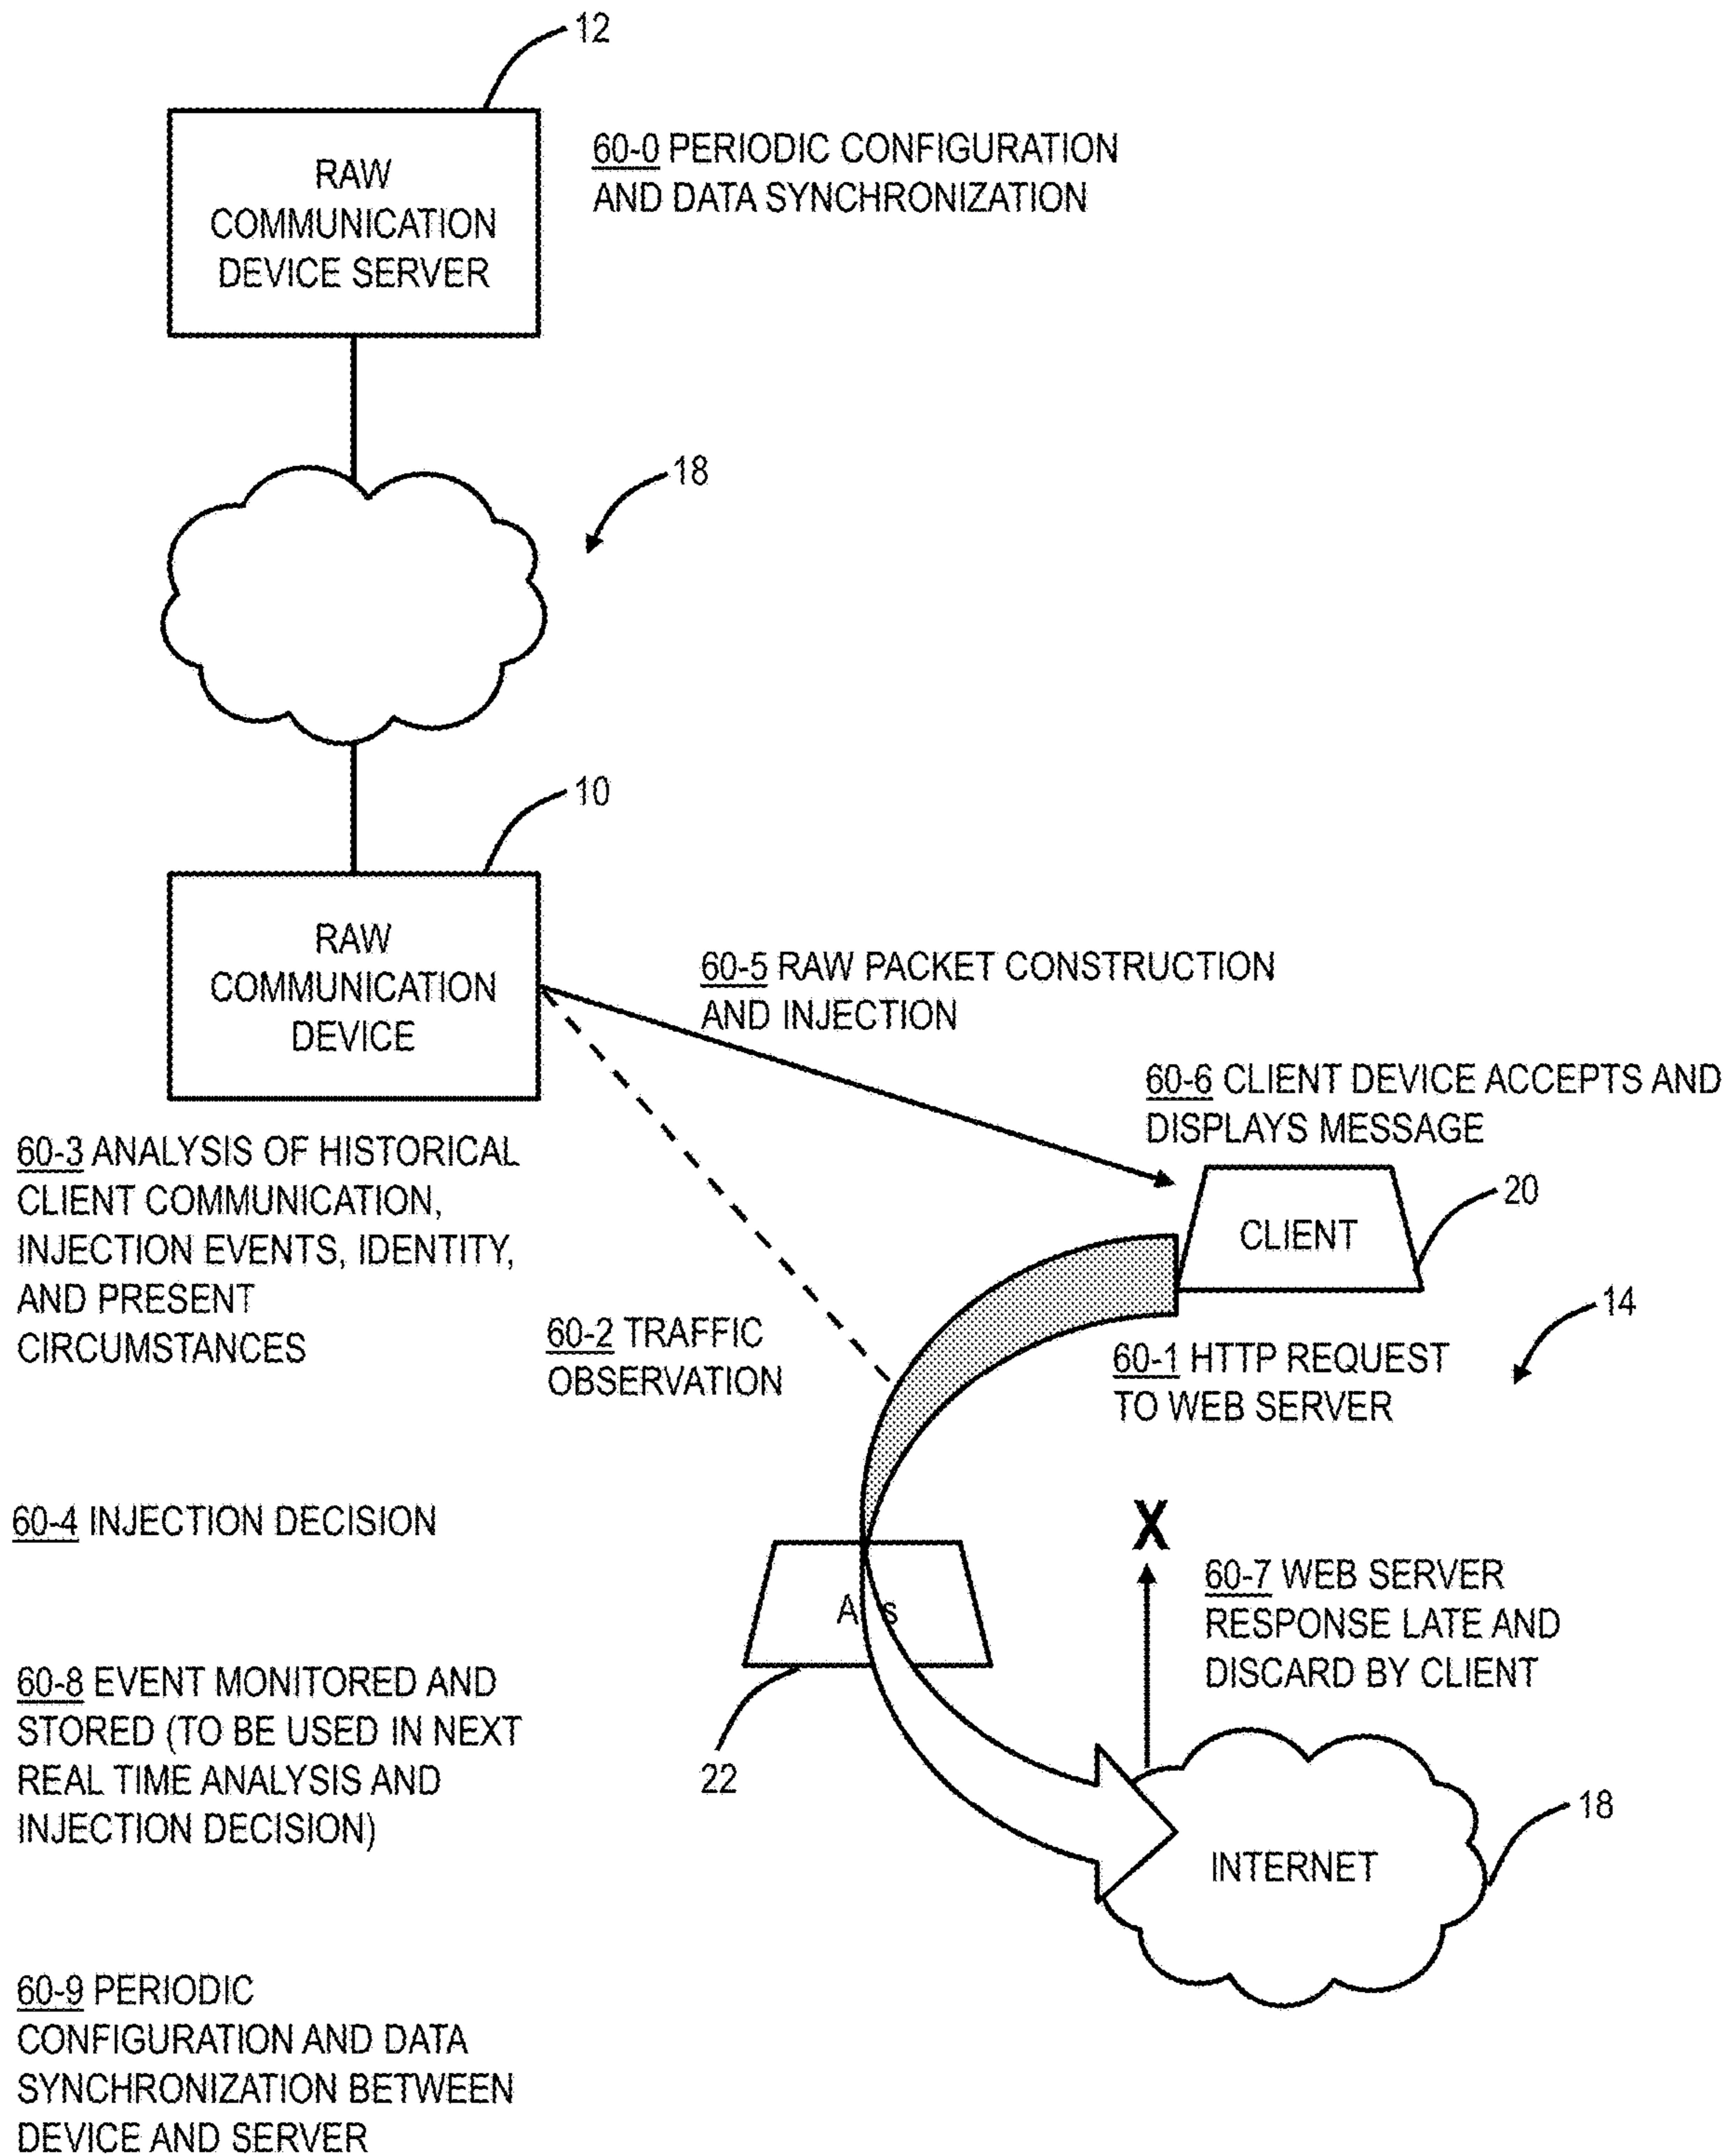 12
RAW
COMMUNICATION
DEVICE SERVER
60-0 PERIODIC CONFIGURATION
AND DATA SYNCHRONIZATION
18
10
RAW
COMMUNICATION
DEVICE
60-5 RAW PACKET CONSTRUCTION
AND INJECTION
60-6 CLIENT DEVICE ACCEPTS AND
DISPLAYS MESSAGE
20
CLIENT
60-3 ANALYSIS OF HISTORICAL
CLIENT COMMUNICATION,
INJECTION EVENTS, IDENTITY,
AND PRESENT
CIRCUMSTANCES
60-2 TRAFFIC
OBSERVATION
60-1 HTTP REQUEST
TO WEB SERVER
14
60-4 INJECTION DECISION
X
60-7 WEB SERVER
RESPONSE LATE AND
DISCARD BY CLIENT
22
60-8 EVENT MONITORED AND
STORED (TO BE USED IN NEXT
REAL TIME ANALYSIS AND
INJECTION DECISION)
18
INTERNET
60-9 PERIODIC
CONFIGURATION AND DATA
SYNCHRONIZATION BETWEEN
DEVICE AND SERVER